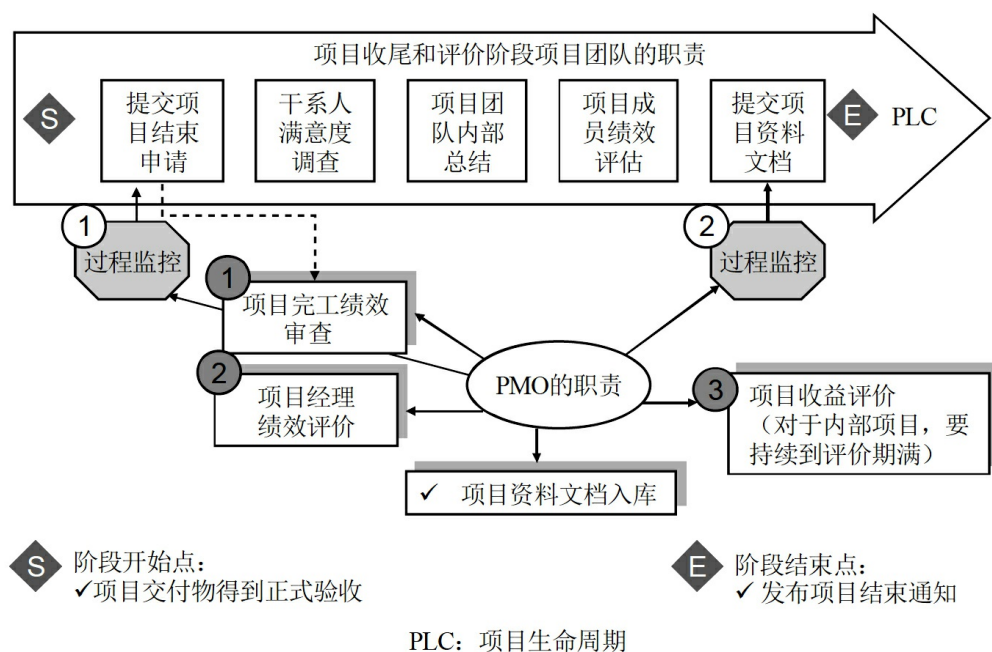 项目收尾和评价阶段项目团队的职责
S
提交项
目结束
申请
干系人
满意度
调查
项目团
队内部
总结
项目成
员绩效
评估
提交项
目资料
文档
E
PLC
1
过程监控
2
过程监控
1
项目完工绩效
审查
2
项目经理
绩效评价
PMO的职责
3
项目收益评价
（对于内部项目，要
持续到评价期满）
✓ 项目资料文档入库
S
阶段开始点：
✓项目交付物得到正式验收
E
阶段结束点：
✓ 发布项目结束通知
PLC：项目生命周期